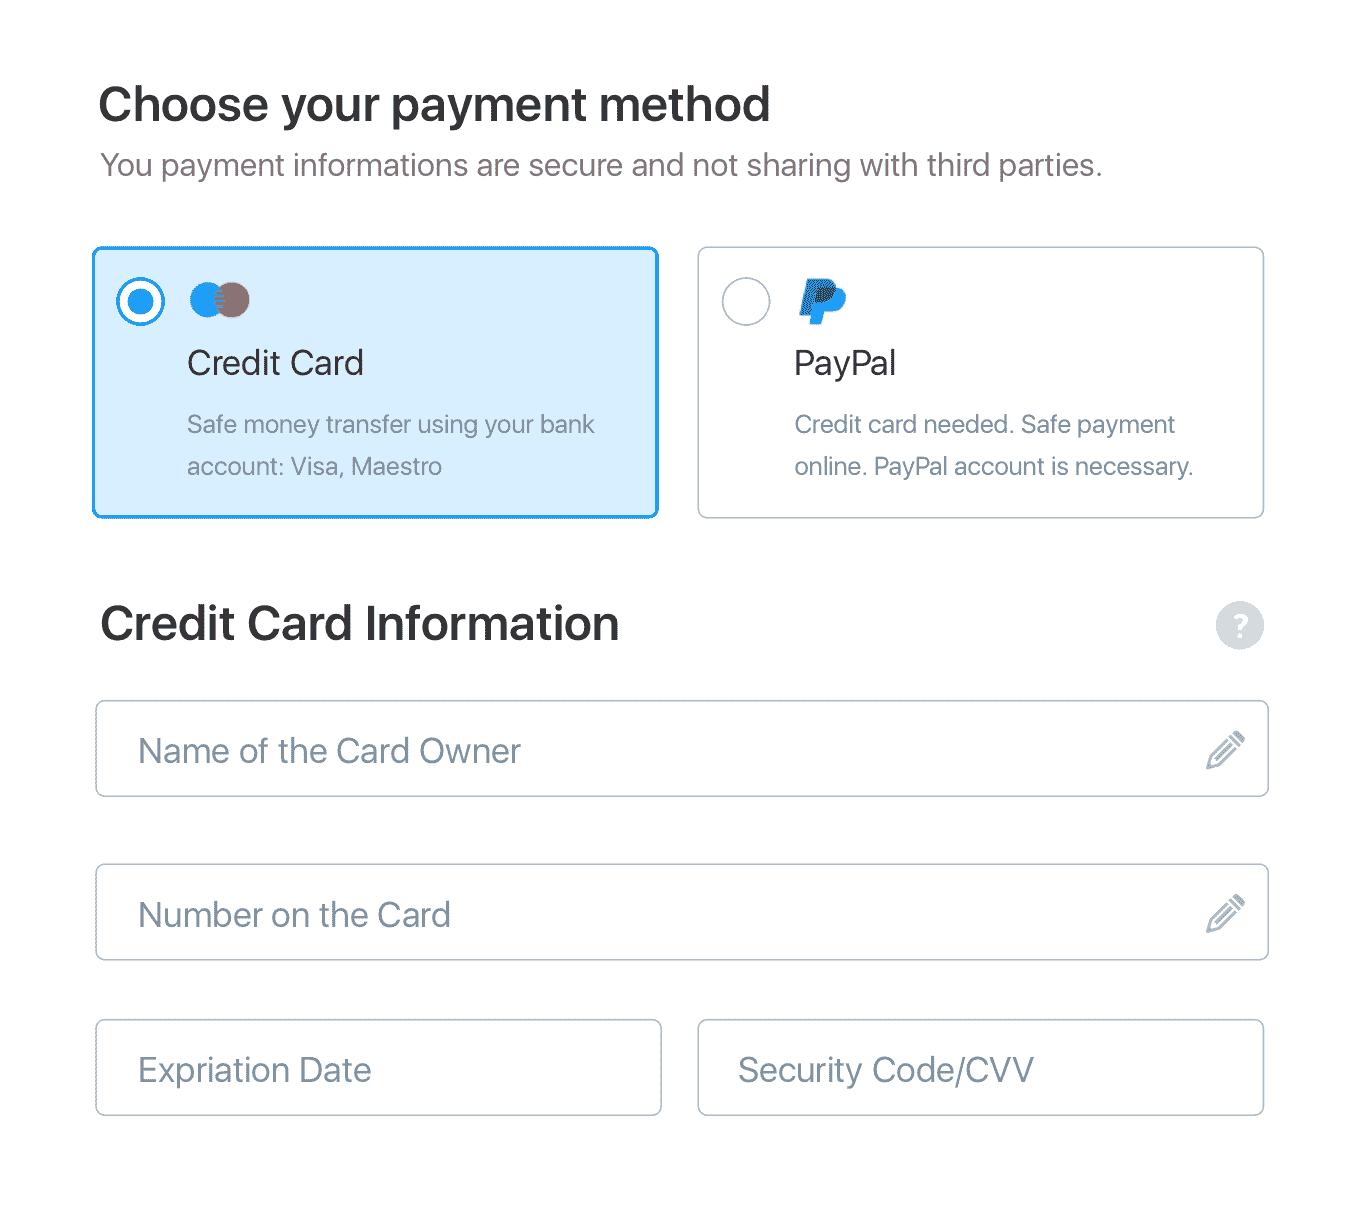 Choose your payment method
You payment informations are secure and not sharing with third parties.
Credit Card
Safe money transfer using your bank
account: Visa, Maestro
PayPal
Credit card needed. Safe payment
online. PayPal account is necessary.
Credit Card Information
?
Name of the Card Owner
Number on the Card
Expriation Date
Security Code/CVV